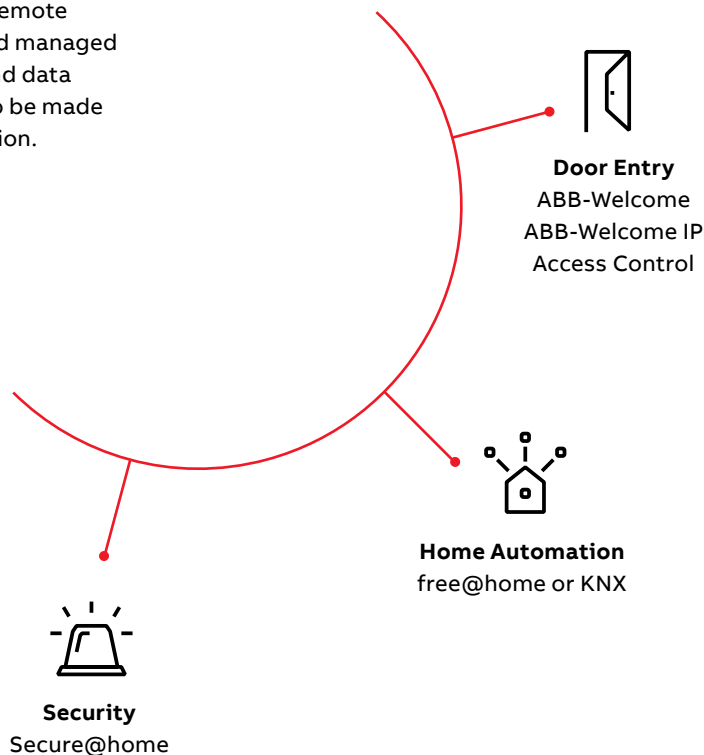 emote
d managed
nd data
o be made
ion.
Door Entry
ABB-Welcome
ABB-Welcome IP
Access Control
Home Automation
free@home or KNX
Security
Secure@home